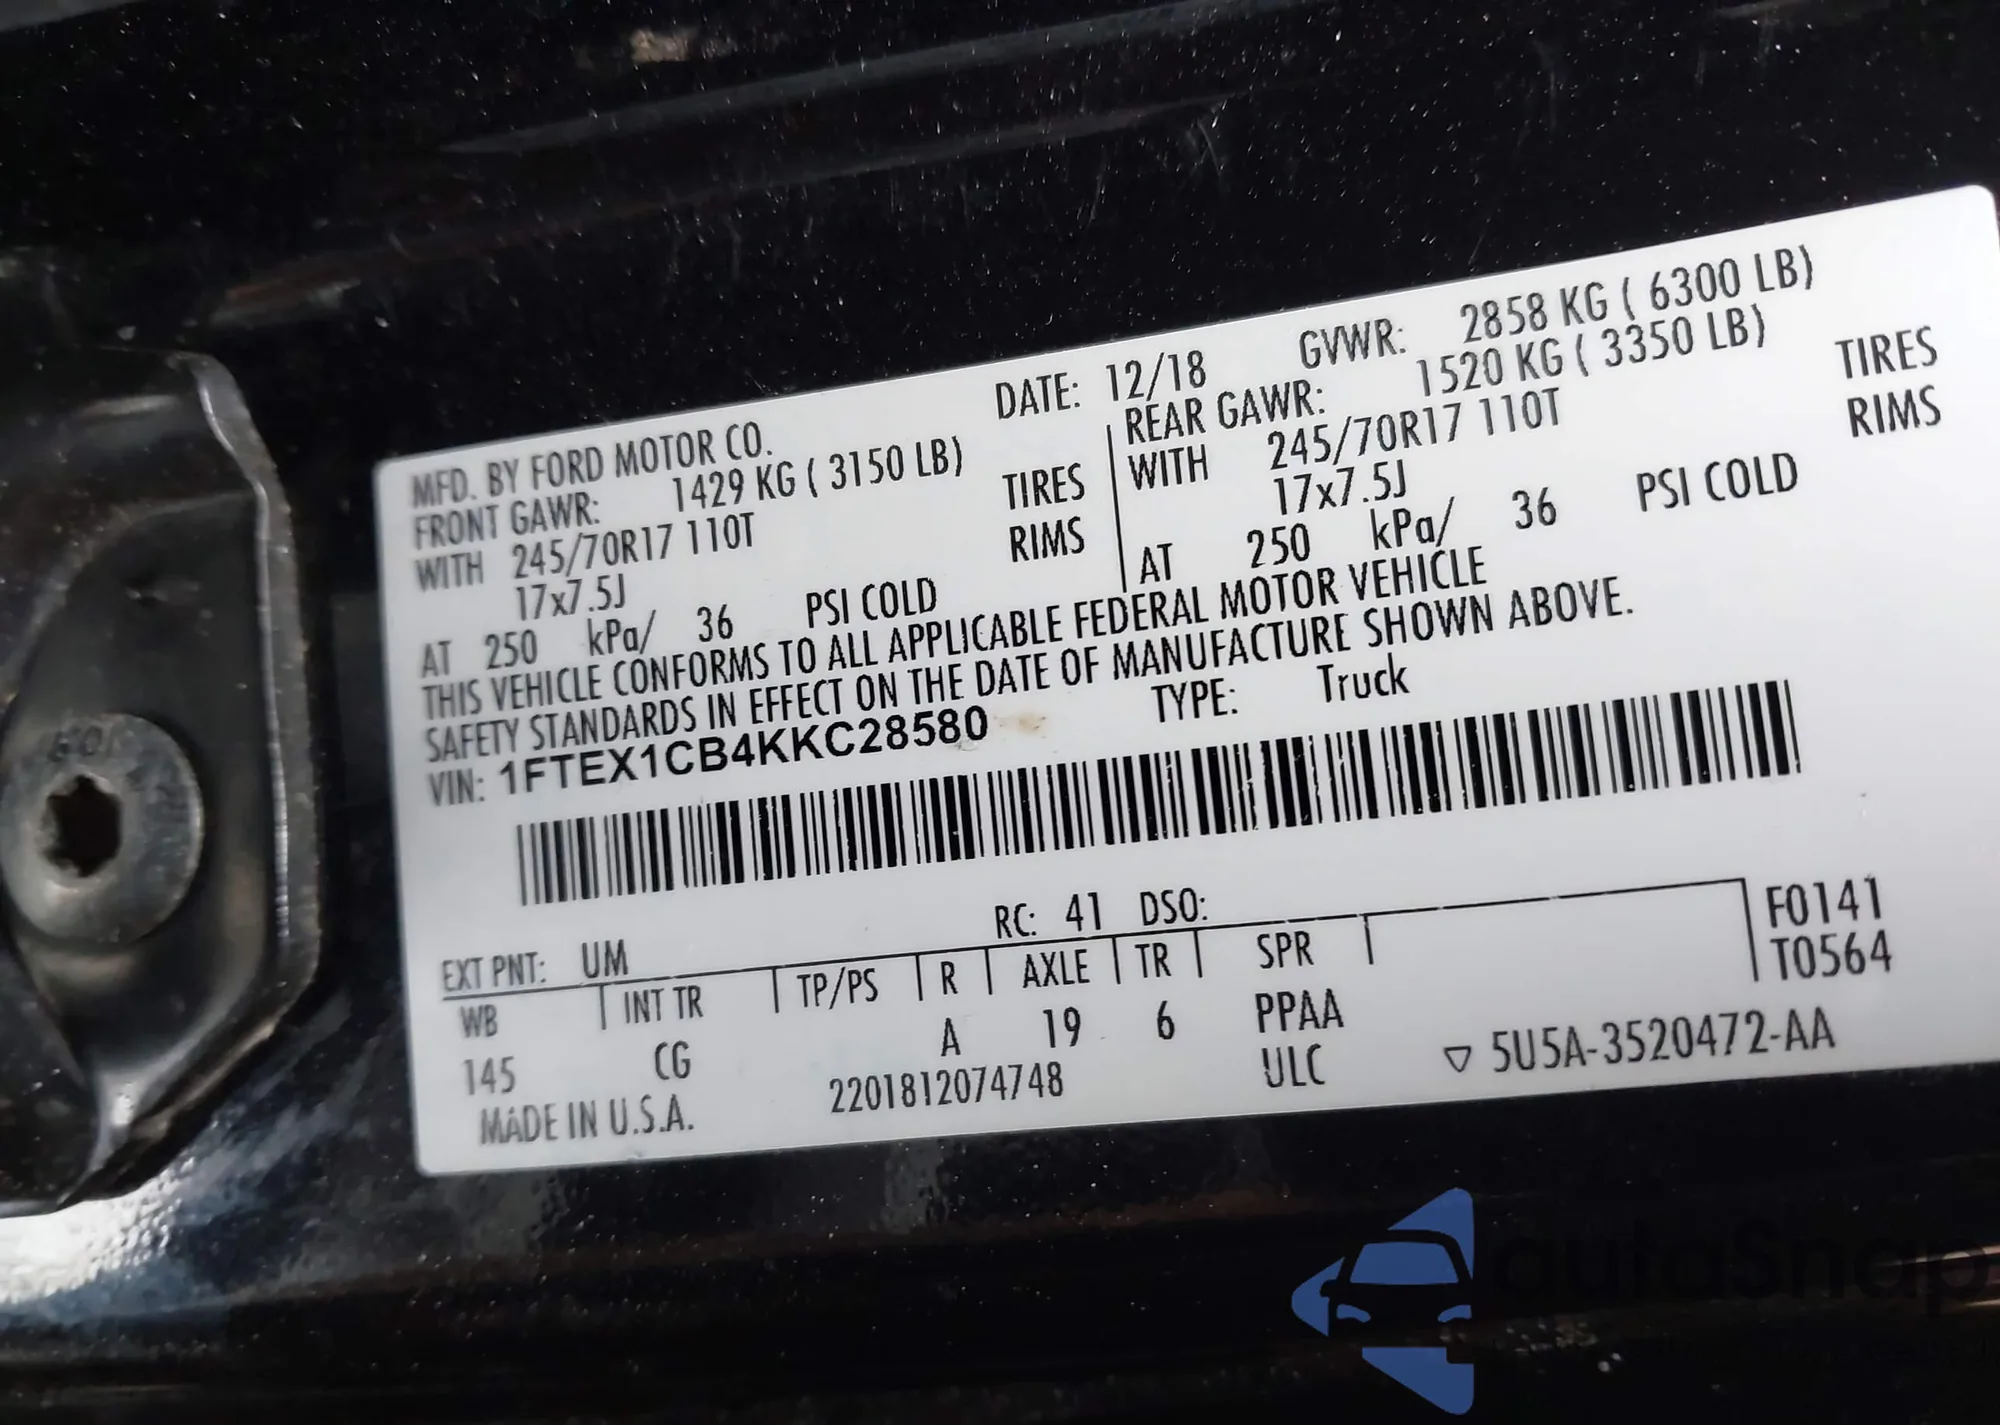 MFD. BY FORD MOTOR CO. DATE: 12/18 GVWR: 2858 KG ( 6300 LB)
FRONT GAWR: 1429 KG ( 3150 LB) REAR GAWR: 1520 KG ( 3350 LB)
WITH 245/70R17 110T TIRES WITH 245/70R17 110T TIRES
17x7.5J RIMS 17x7.5J RIMS
AT 250 kPa/ 36 PSI COLD AT 250 kPa/ 36 PSI COLD
THIS VEHICLE CONFORMS TO ALL APPLICABLE FEDERAL MOTOR VEHICLE
SAFETY STANDARDS IN EFFECT ON THE DATE OF MANUFACTURE SHOWN ABOVE.
VIN: 1FTEX1CB4KKC28580 TYPE: Truck
EXT PNT: UM RC: 41 DSO: F0141
WB INT TR TP/PS R AXLE TR SPR T0564
145 CG A 19 6 PPAA
MADE IN U.S.A. 2201812074748 ULC ▽ 5U5A-3520472-AA
autoSnap